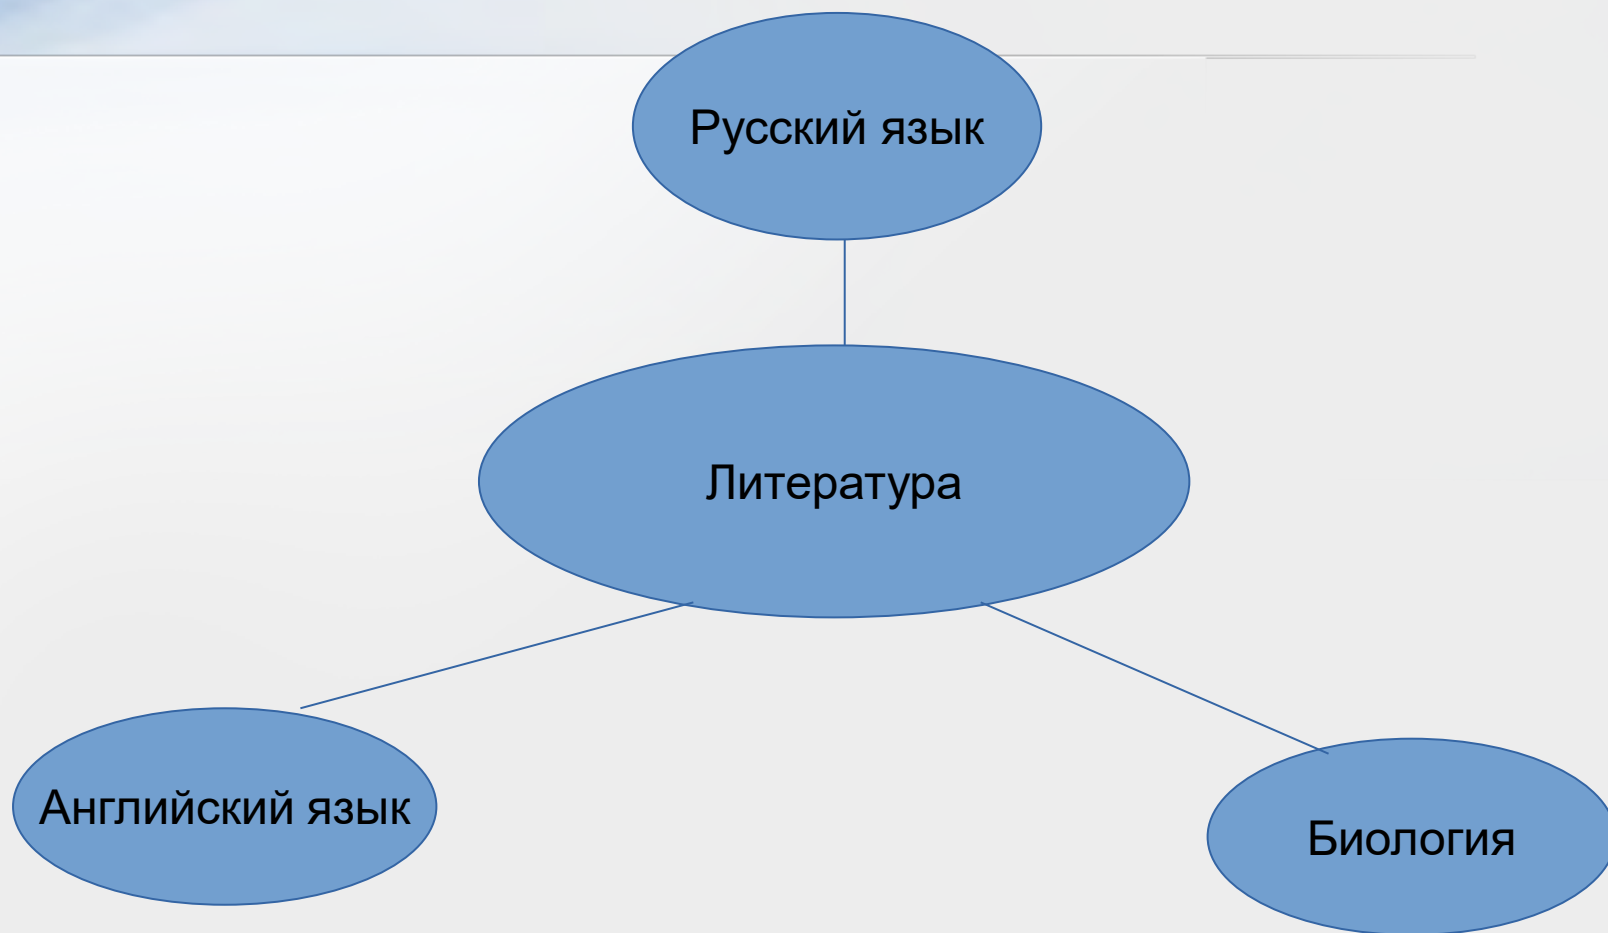 Русский язык
Литература
Английский язык
Биология